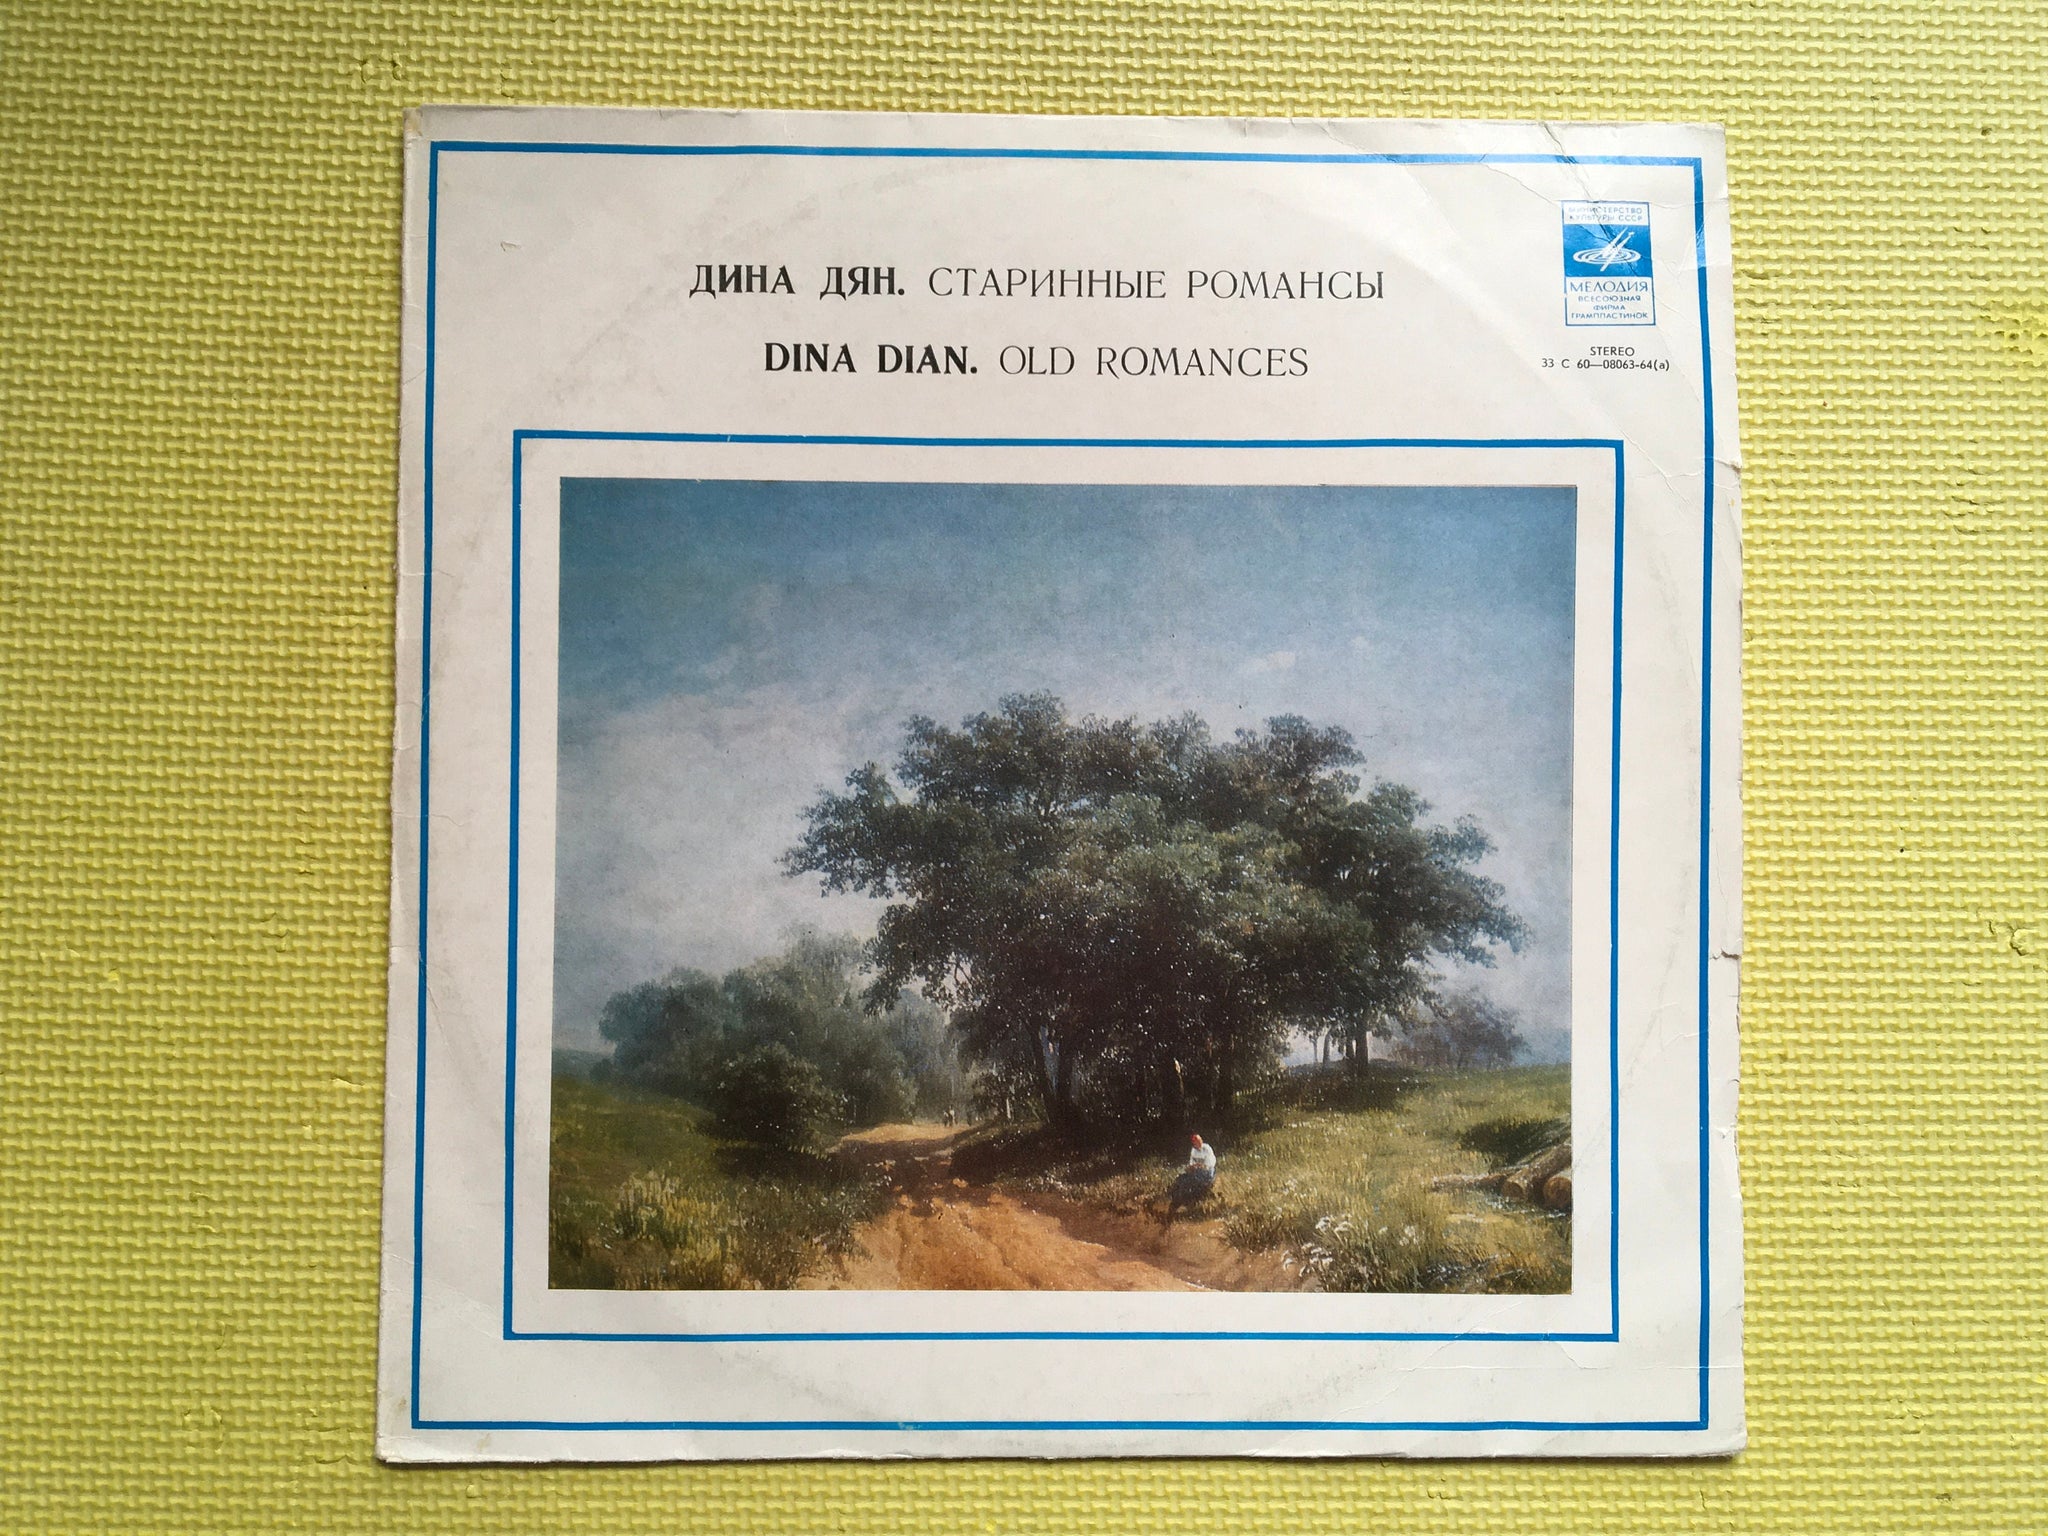 ДИНА ДЯН. СТАРИННЫЕ РОМАНСЫ
DINA DIAN. OLD ROMANCES
МИНИСТЕРСТВО
КУЛЬТУРЫ СССР
МЕЛОДИЯ
ВСЕСОЮЗНАЯ
ФИРМА
ГРАМПЛАСТИНОК
STEREO
33 С 60—08063-64(а)